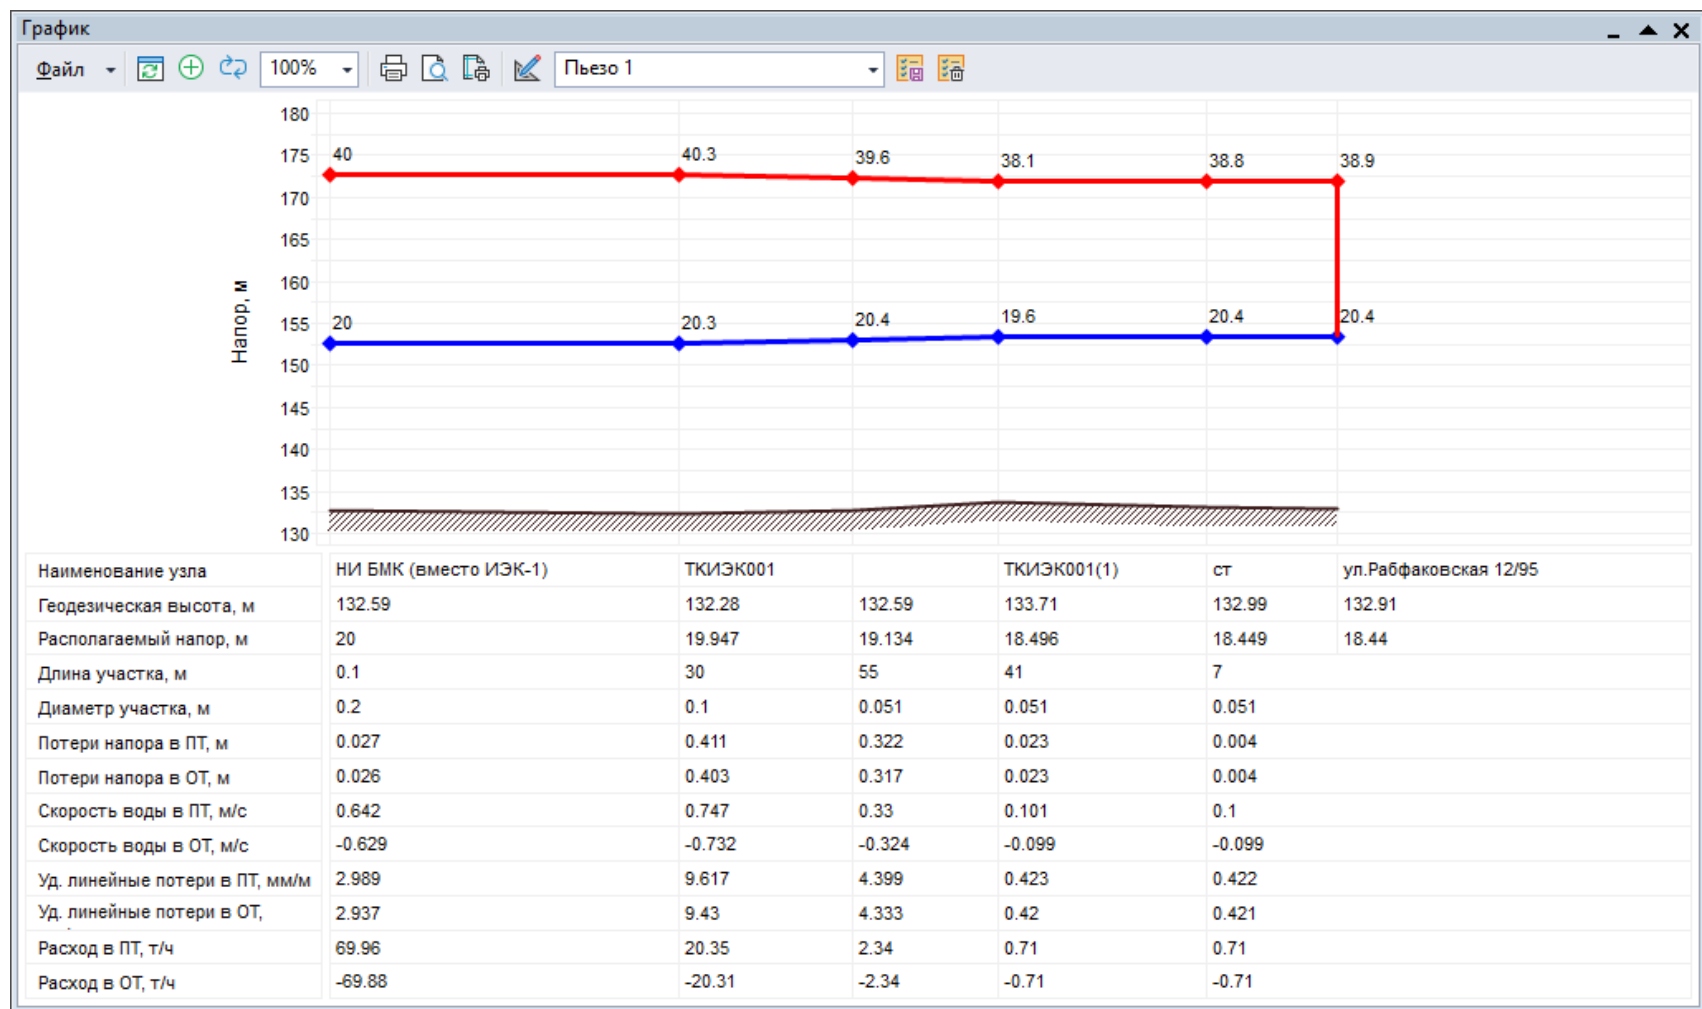 График
Файл 100% Пьезо 1
180
175 40 40.3 39.6 38.1 38.8 38.9
170
165
160
Напор, м
155 20 20.3 20.4 19.6 20.4 20.4
150
145
140
135
130
Наименование узла НИ БМК (вместо ИЭК-1) ТКИЭК001 ТКИЭК001(1) ст ул.Рабфаковская 12/95
Геодезическая высота, м 132.59 132.28 132.59 133.71 132.99 132.91
Располагаемый напор, м 20 19.947 19.134 18.496 18.449 18.44
Длина участка, м 0.1 30 55 41 7
Диаметр участка, м 0.2 0.1 0.051 0.051 0.051
Потери напора в ПТ, м 0.027 0.411 0.322 0.023 0.004
Потери напора в ОТ, м 0.026 0.403 0.317 0.023 0.004
Скорость воды в ПТ, м/с 0.642 0.747 0.33 0.101 0.1
Скорость воды в ОТ, м/с -0.629 -0.732 -0.324 -0.099 -0.099
Уд. линейные потери в ПТ, мм/м 2.989 9.617 4.399 0.423 0.422
Уд. линейные потери в ОТ, 2.937 9.43 4.333 0.42 0.421
Расход в ПТ, т/ч 69.96 20.35 2.34 0.71 0.71
Расход в ОТ, т/ч -69.88 -20.31 -2.34 -0.71 -0.71